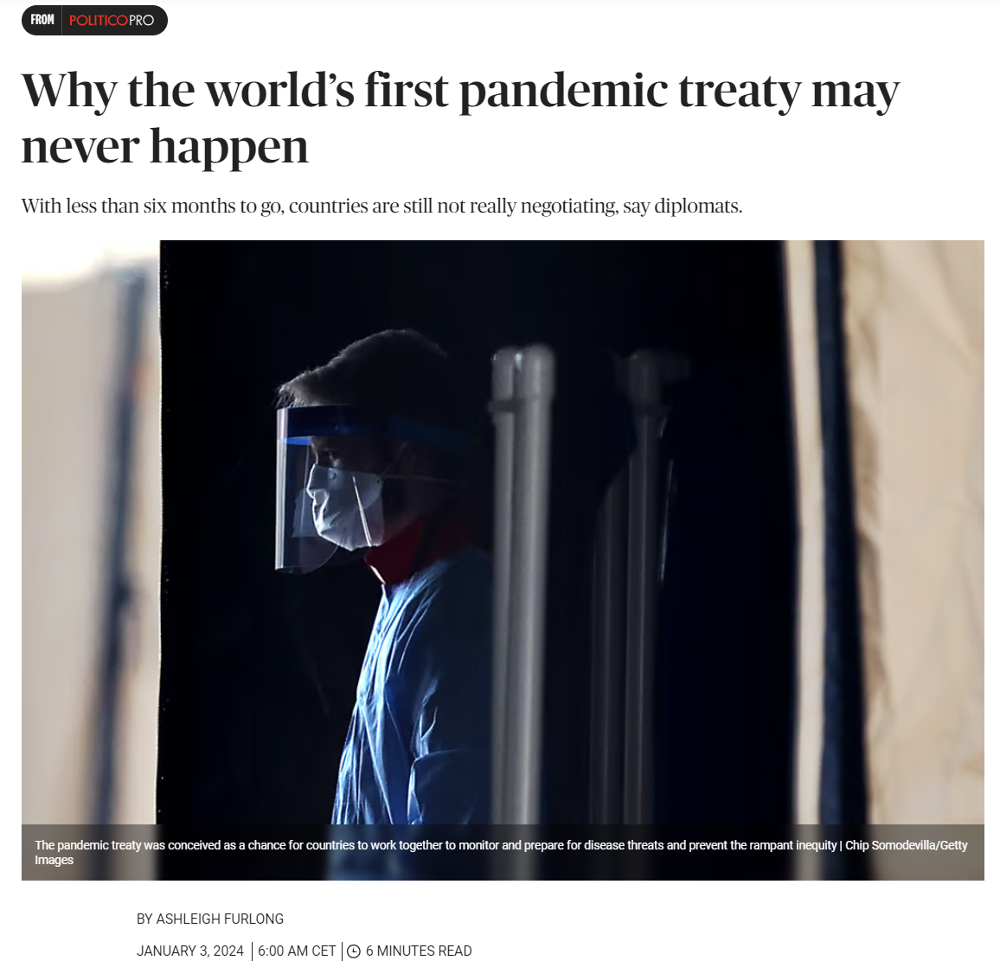 FROM POLITICOPRO
Why the world’s first pandemic treaty may
never happen
With less than six months to go, countries are still not really negotiating, say diplomats.
The pandemic treaty was conceived as a chance for countries to work together to monitor and prepare for disease threats and prevent the rampant inequity | Chip Somodevilla/Getty
Images
BY ASHLEIGH FURLONG
JANUARY 3, 2024 | 6:00 AM CET | 6 MINUTES READ